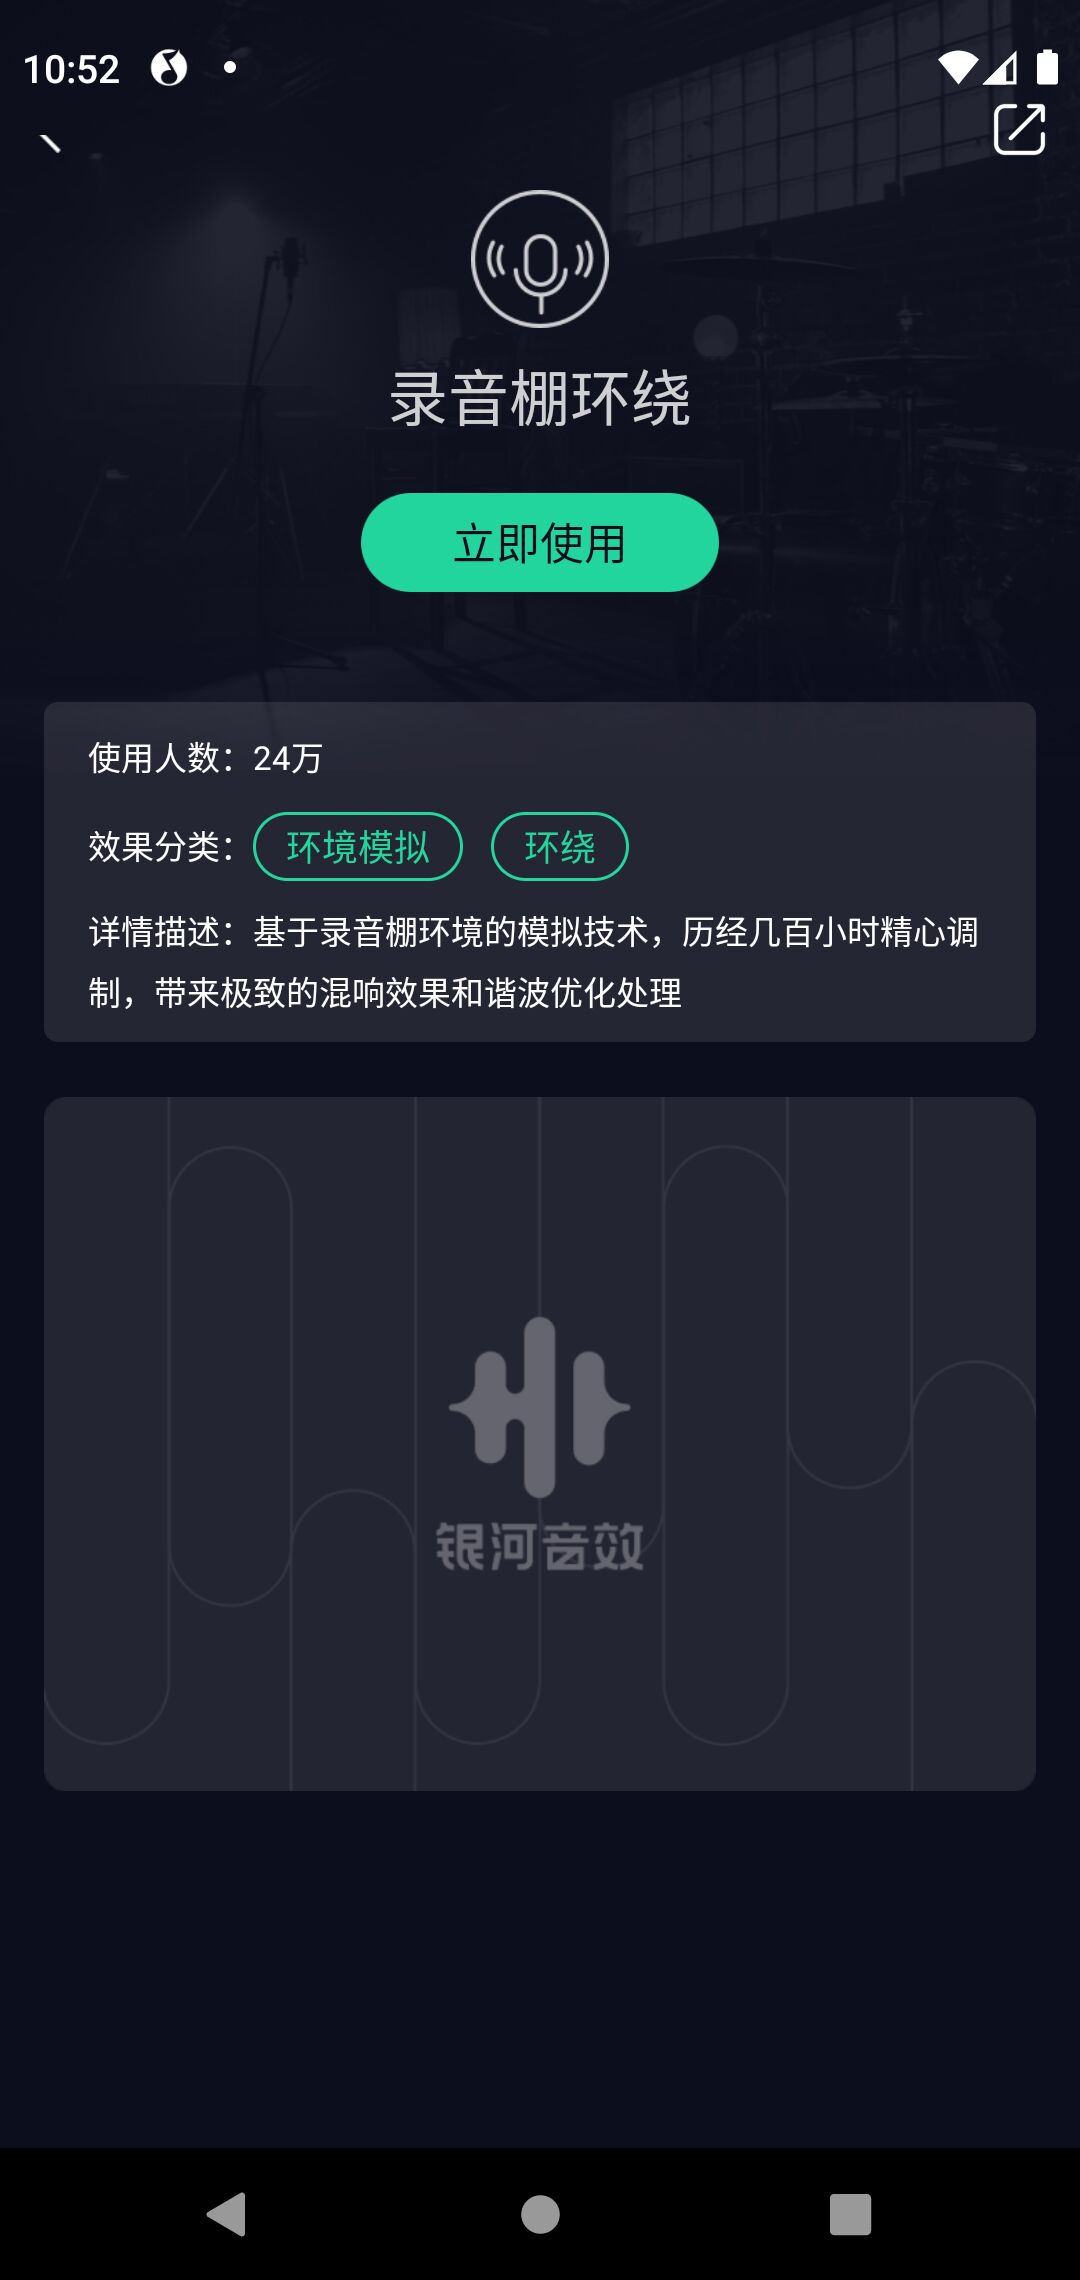 10:52
录音棚环绕
立即使用
使用人数：24万
效果分类：环境模拟 环绕
详情描述：基于录音棚环境的模拟技术，历经几百小时精心调
制，带来极致的混响效果和谐波优化处理
银河音效